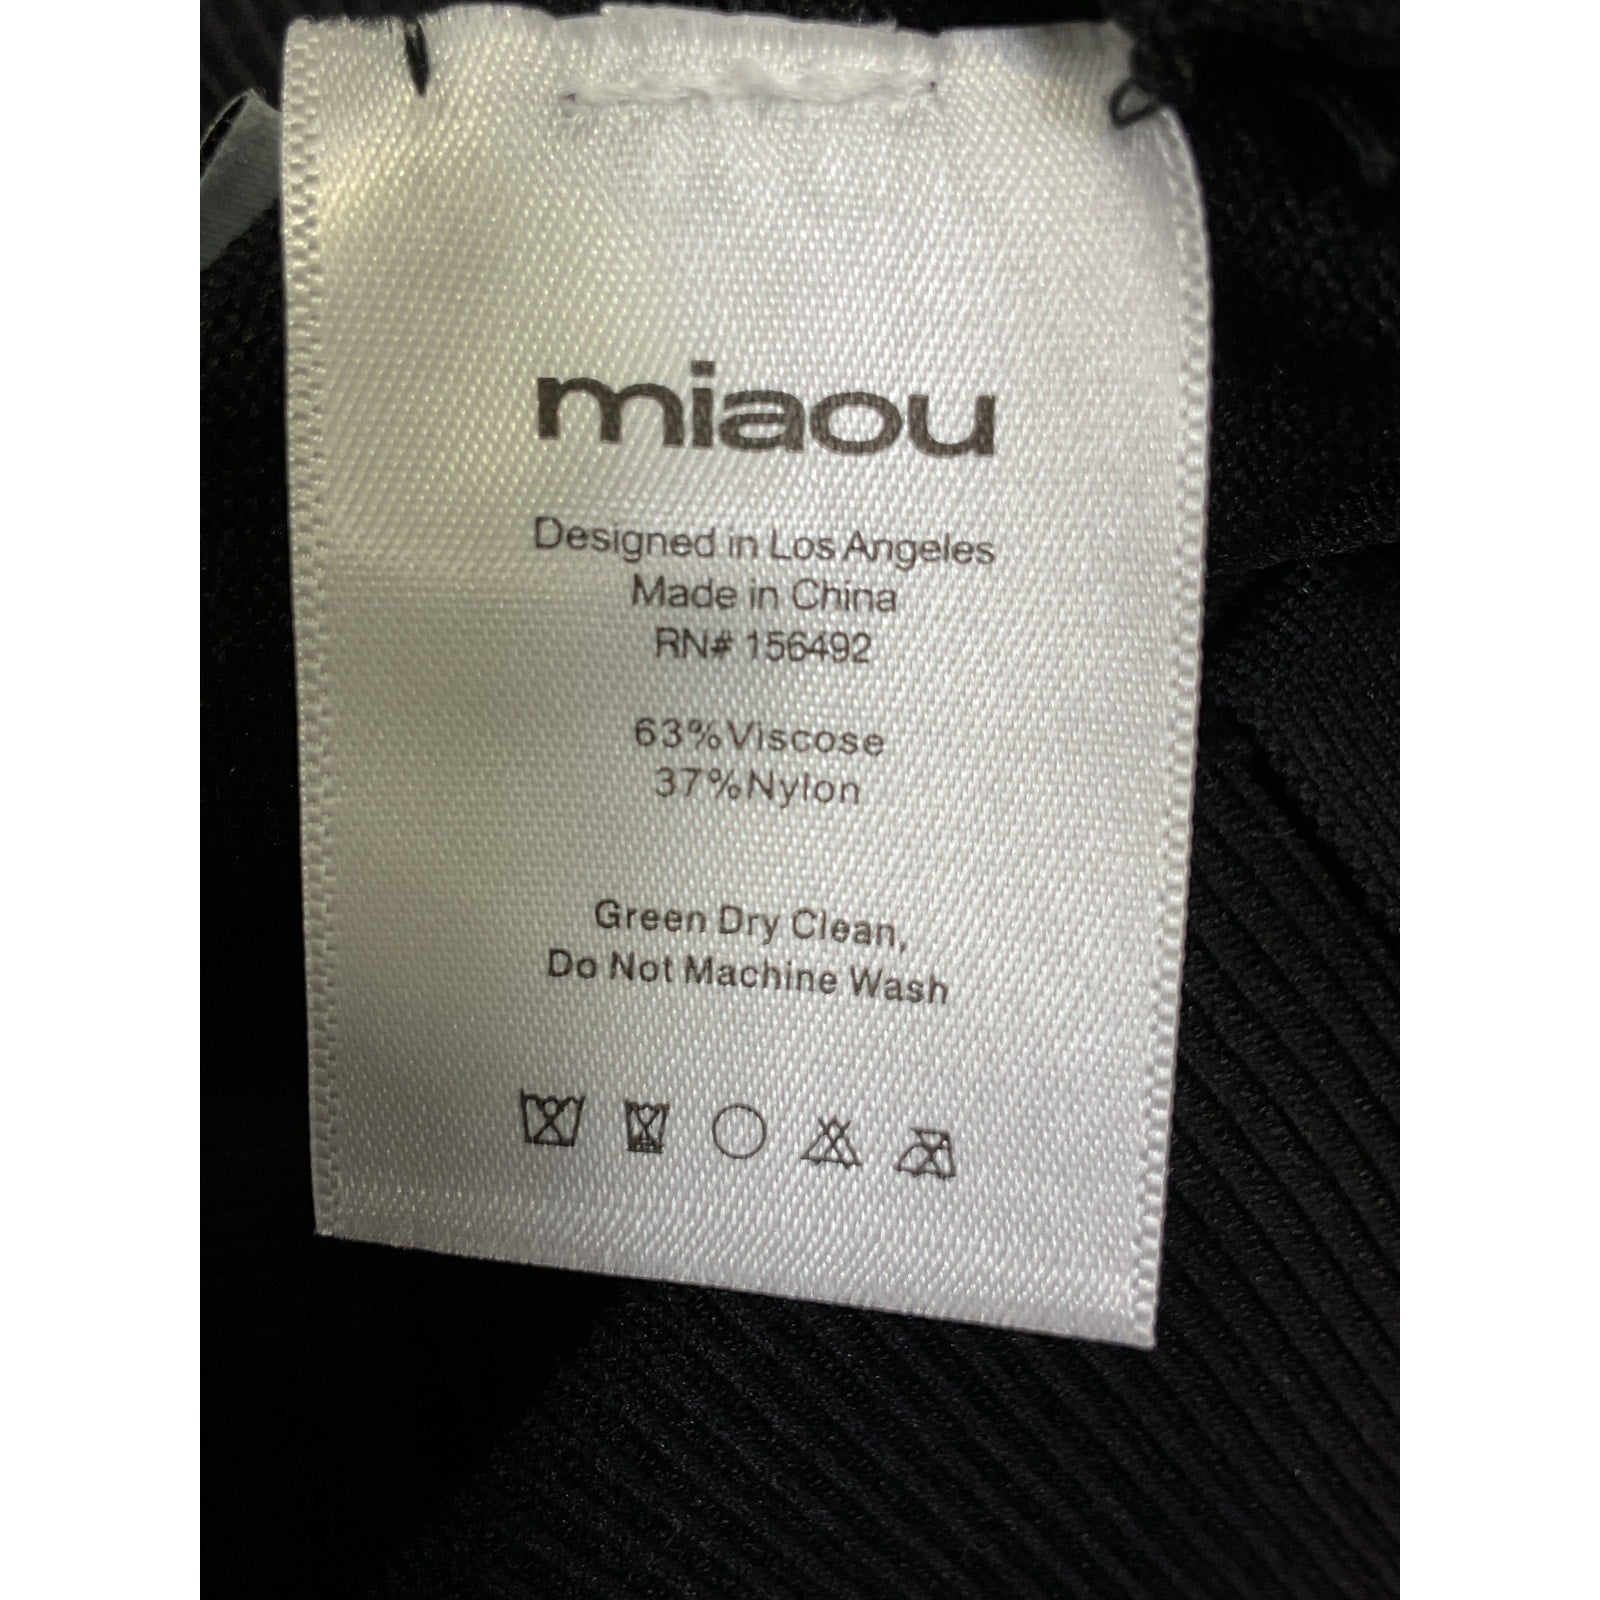 miaou
Designed in Los Angeles
Made in China
RN# 156492
63%Viscose
37%Nylon
Green Dry Clean,
Do Not Machine Wash